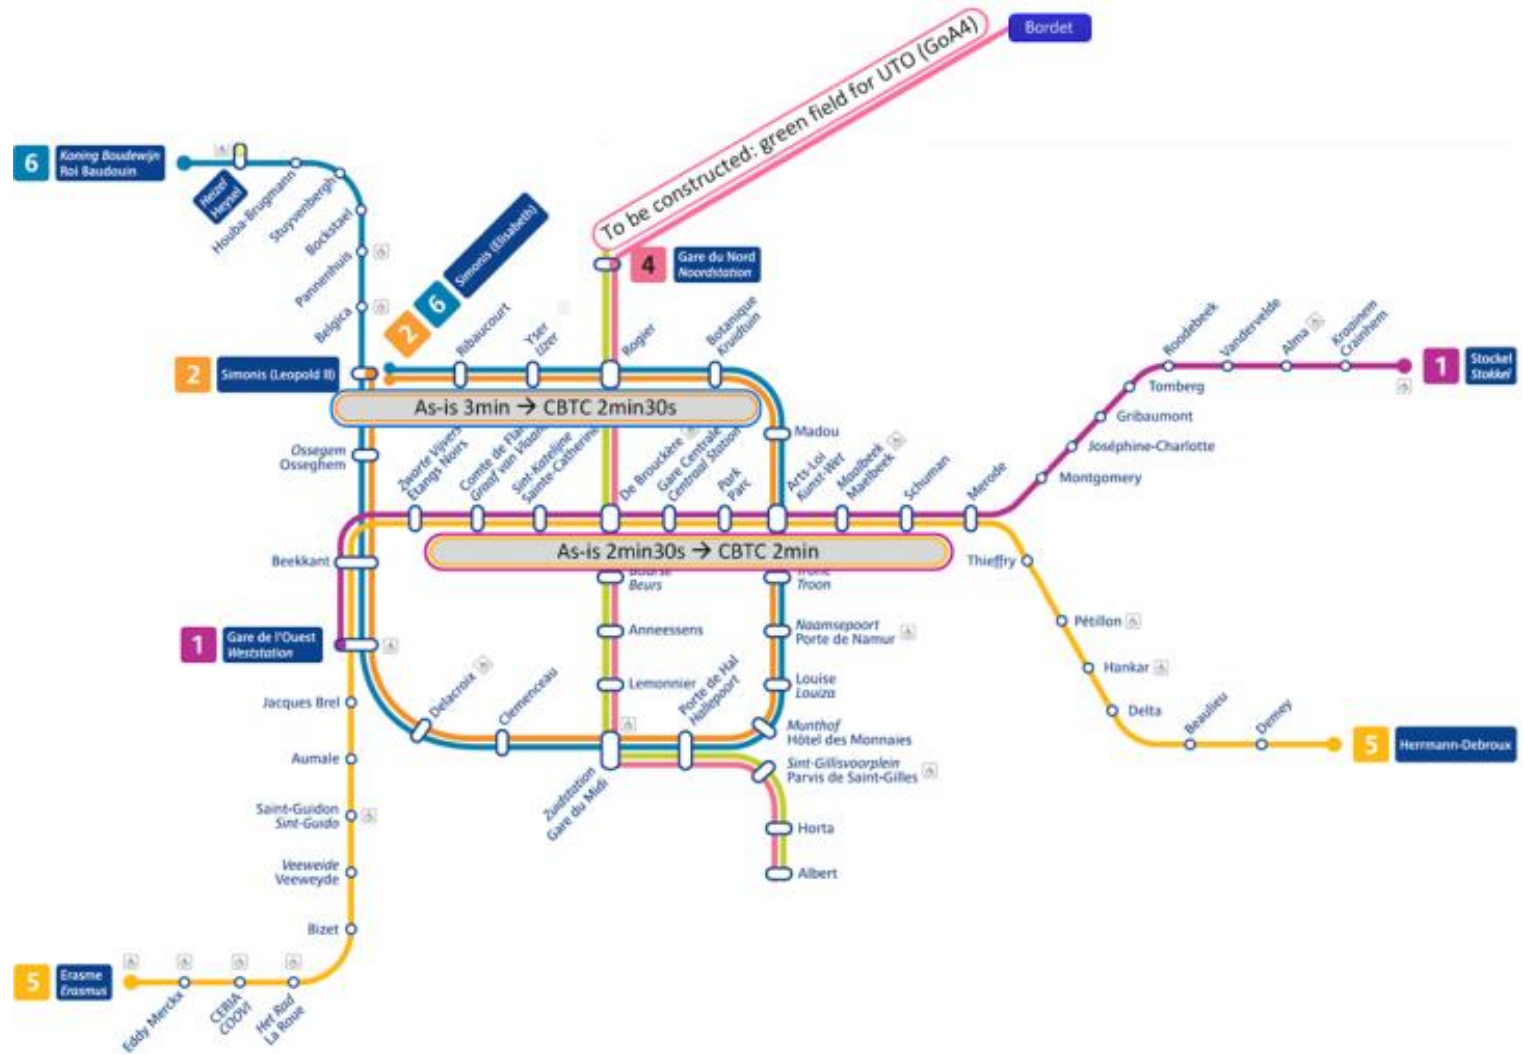 Bordet
To be constructed: green field for UTO (GoA4)
6
Koning Boudewijn
Roi Baudouin
Heizel
Heysel
Houba-Brugmann
Stuyvenbergh
Bockstael
Pannenhuis
Belgica
4
Gare du Nord
Noordstation
2
6
Simonis (Elisabeth)
Ribaucourt
Yser
IJzer
Rogier
Botanique
Kruidtuin
2
Simonis (Leopold II)
As-is 3min → CBTC 2min30s
Madou
Roodebeek
Vandervelde
Alma
Kraainem
Crainhem
1
Stockel
Stokkel
Tomberg
Gribaumont
Joséphine-Charlotte
Montgomery
Ossegem
Osseghem
Zwarte Vijvers
Étangs Noirs
Comte de Flan
Graaf van Vlaan
Sint-Katelijne
Sainte-Catherine
De Brouckère
Gare Centrale
Centraal Station
Park
Parc
Arts-Loi
Kunst-Wet
Maalbeek
Maelbeek
Schuman
Merode
As-is 2min30s → CBTC 2min
Beekkant
Thieffry
Beurs
Troon
Pétillon
1
Gare de l'Ouest
Weststation
Anneessens
Naamsepoort
Porte de Namur
Hankar
Jacques Brel
Delacroix
Clemenceau
Lemonnier
Porte de Hal
Hallepoort
Louise
Louiza
Delta
Beaulieu
Demey
5
Herrmann-Debroux
Munthof
Hôtel des Monnaies
Aumale
Zuidstation
Gare du Midi
Sint-Gillisvoorplein
Parvis de Saint-Gilles
Saint-Guidon
Sint-Guido
Horta
Veeweide
Veeweyde
Albert
Bizet
5
Erasme
Erasmus
Eddy Merckx
CERIA
COOVI
Het Rad
La Roue